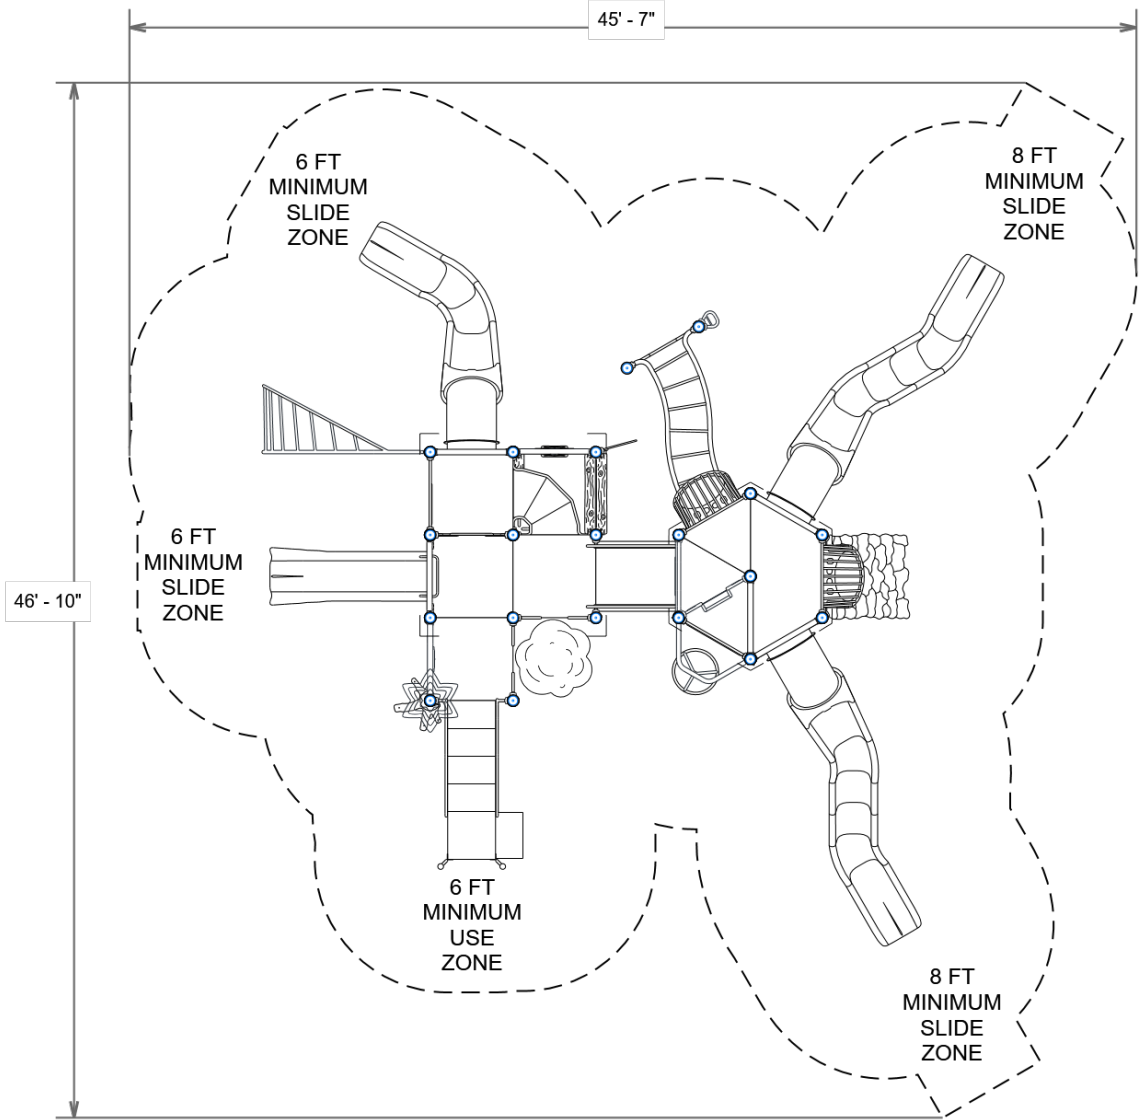 45' - 7"
6 FT
MINIMUM
SLIDE
ZONE
8 FT
MINIMUM
SLIDE
ZONE
6 FT
MINIMUM
SLIDE
ZONE
46' - 10"
6 FT
MINIMUM
USE
ZONE
8 FT
MINIMUM
SLIDE
ZONE